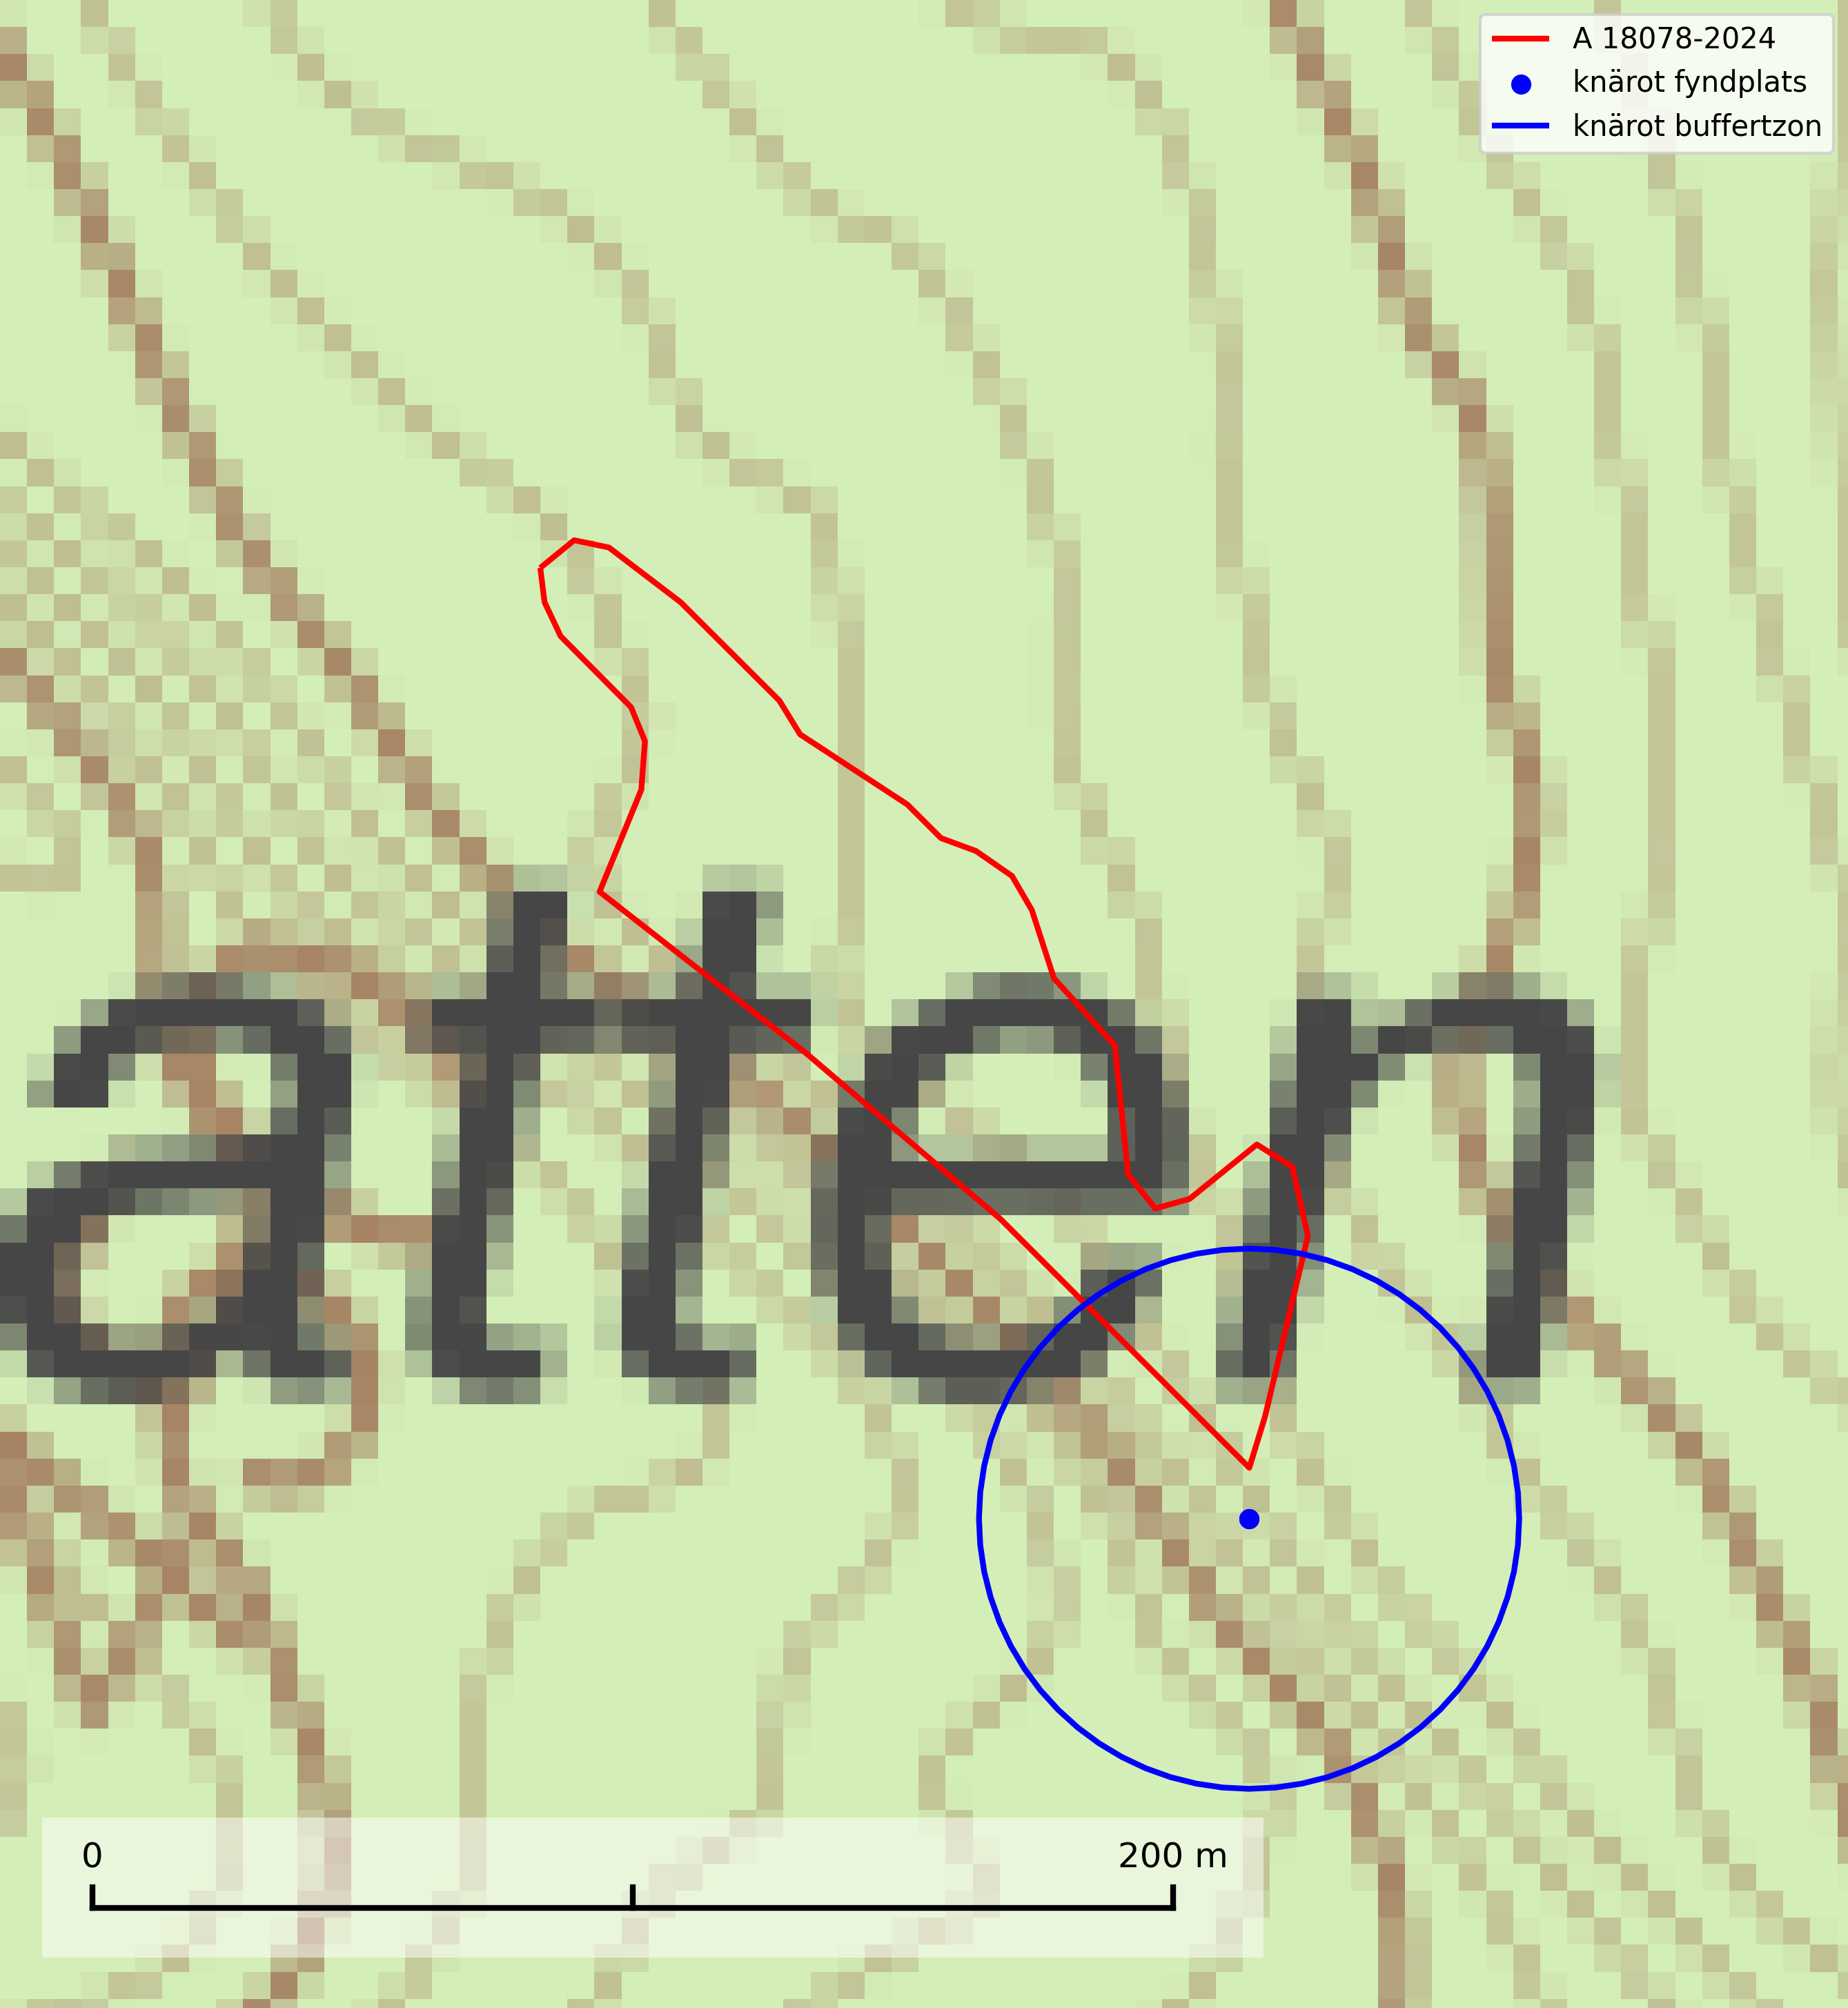 A 18078-2024
knärot fyndplats
knärot buffertzon
atten
0 200 m